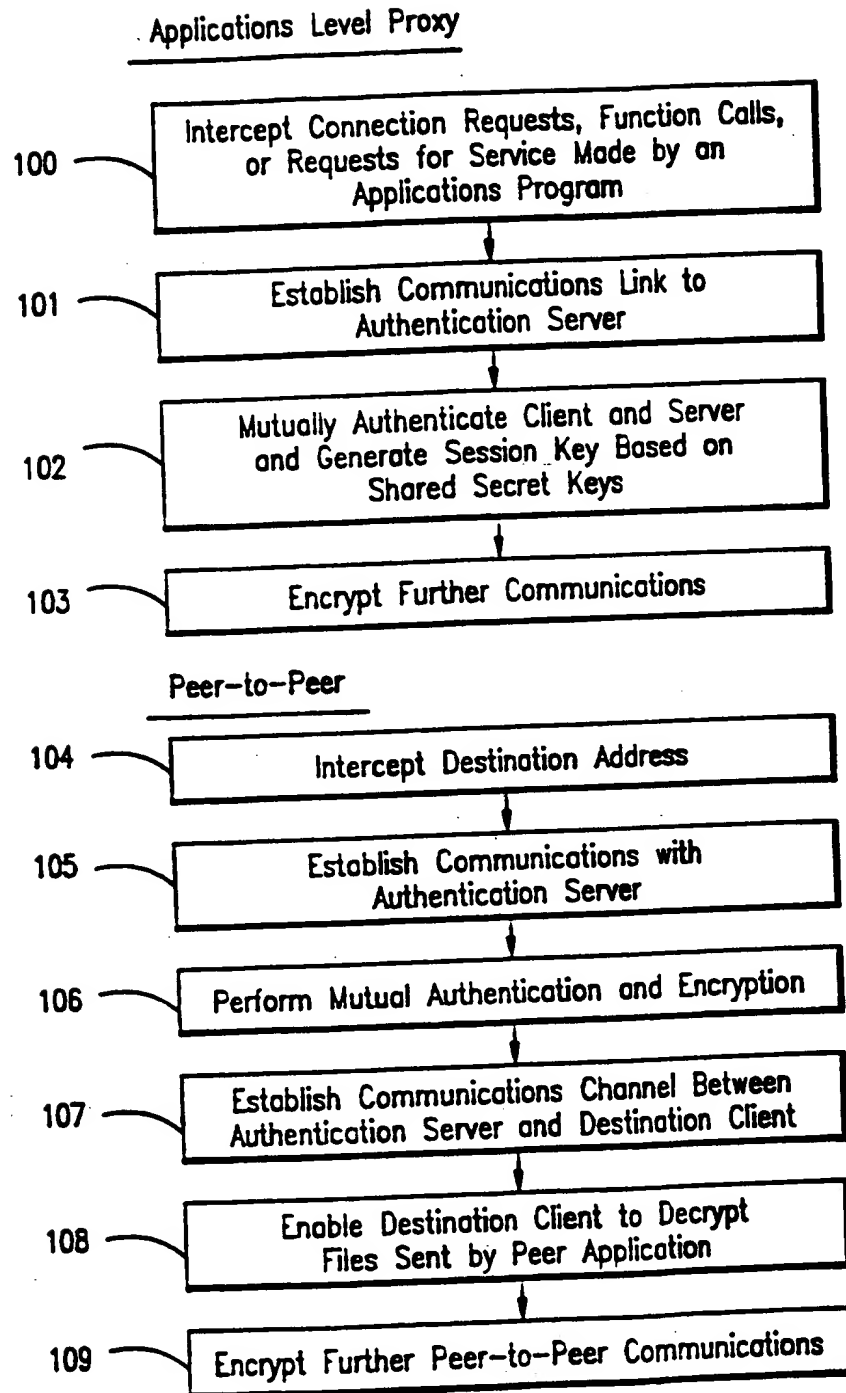 Applications Level Proxy
100
Intercept Connection Requests, Function Calls,
or Requests for Service Made by an
Applications Program
101
Establish Communications Link to
Authentication Server
102
Mutually Authenticate Client and Server
and Generate Session Key Based on
Shared Secret Keys
103
Encrypt Further Communications
Peer-to-Peer
104
Intercept Destination Address
105
Establish Communications with
Authentication Server
106
Perform Mutual Authentication and Encryption
107
Establish Communications Channel Between
Authentication Server and Destination Client
108
Enable Destination Client to Decrypt
Files Sent by Peer Application
109
Encrypt Further Peer-to-Peer Communications